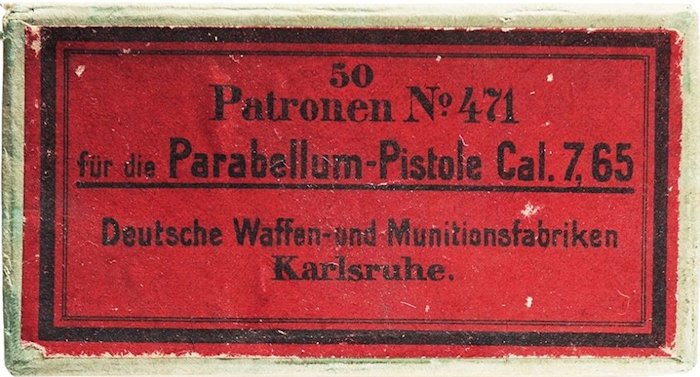 50
Patronen No. 471
für die Parabellum-Pistole Cal. 7,65
Deutsche Waffen-und Munitionsfabriken
Karlsruhe.